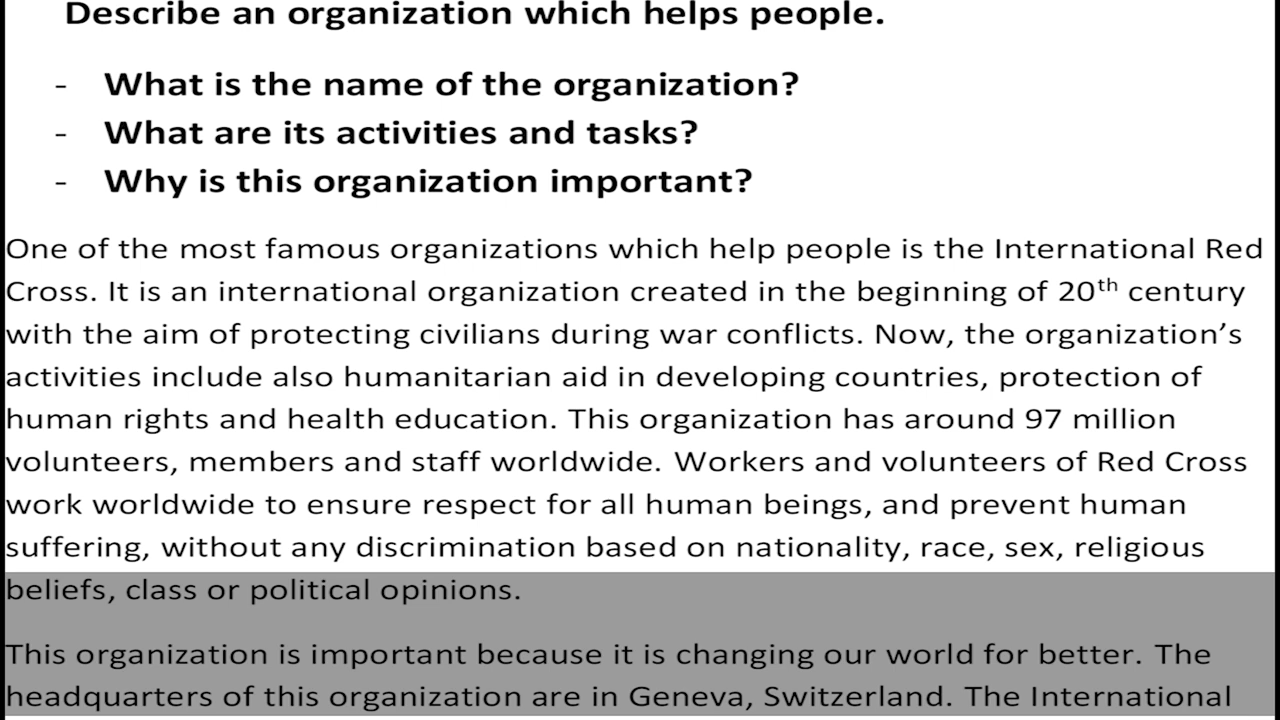 Describe an organization which helps people.
- What is the name of the organization?
- What are its activities and tasks?
- Why is this organization important?
One of the most famous organizations which help people is the International Red
Cross. It is an international organization created in the beginning of 20th century
with the aim of protecting civilians during war conflicts. Now, the organization’s
activities include also humanitarian aid in developing countries, protection of
human rights and health education. This organization has around 97 million
volunteers, members and staff worldwide. Workers and volunteers of Red Cross
work worldwide to ensure respect for all human beings, and prevent human
suffering, without any discrimination based on nationality, race, sex, religious
beliefs, class or political opinions.
This organization is important because it is changing our world for better. The
headquarters of this organization are in Geneva, Switzerland. The International